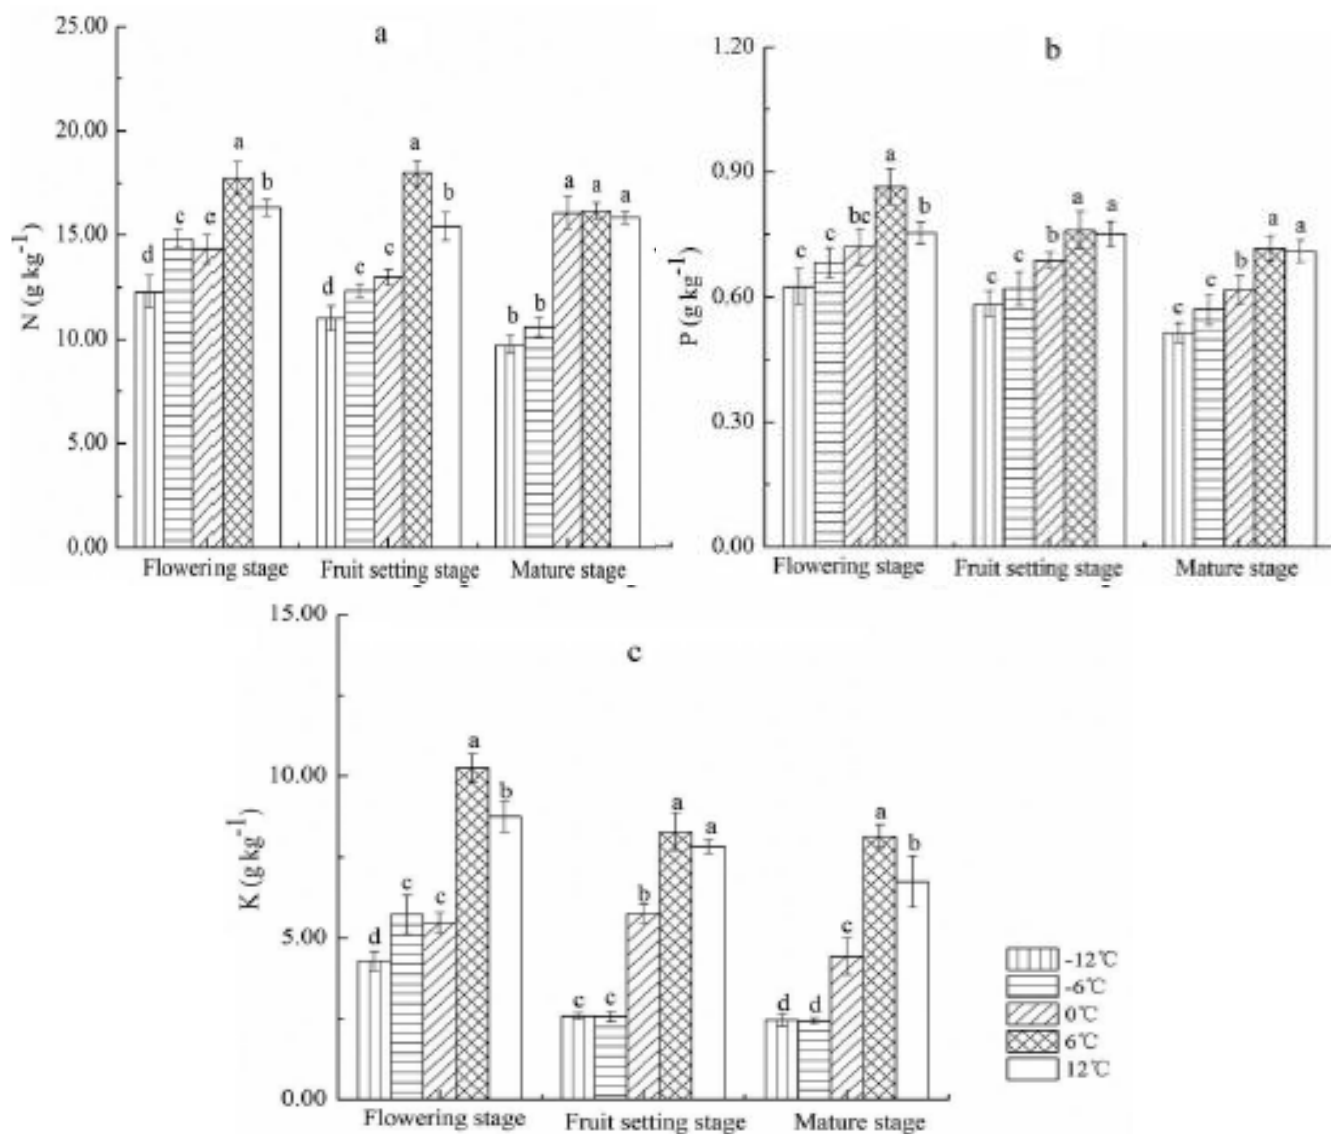 a
25.00
20.00
15.00
10.00
5.00
0.00
N (g kg⁻¹)
d c c a b
d c c a b
b b a a a
Flowering stage Fruit setting stage Mature stage
b
1.20
0.90
0.60
0.30
0.00
P (g kg⁻¹)
c c bc a b
c c b a a
c c b a a
Flowering stage Fruit setting stage Mature stage
c
15.00
10.00
5.00
0.00
K (g kg⁻¹)
d c c a b
c c b a a
d d c a b
Flowering stage Fruit setting stage Mature stage
-12℃
-6℃
0℃
6℃
12℃